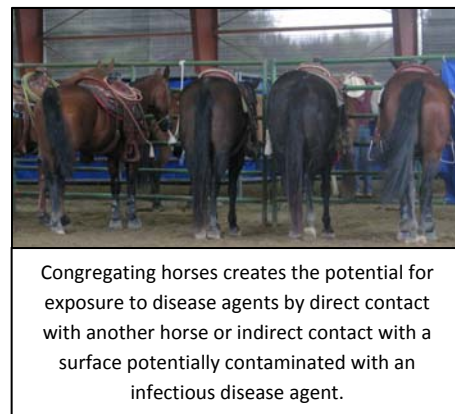 Congregating horses creates the potential for
exposure to disease agents by direct contact
with another horse or indirect contact with a
surface potentially contaminated with an
infectious disease agent.